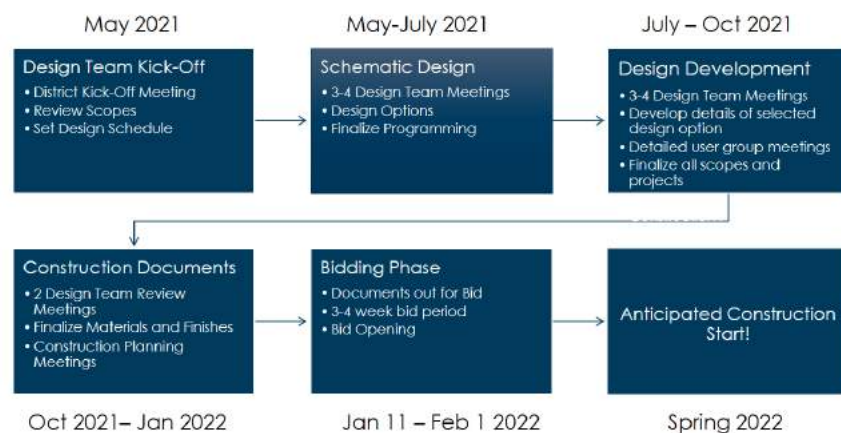 May 2021
May-July 2021
July – Oct 2021
Design Team Kick-Off
• District Kick-Off Meeting
• Review Scopes
• Set Design Schedule
Schematic Design
• 3-4 Design Team Meetings
• Design Options
• Finalize Programming
Design Development
• 3-4 Design Team Meetings
• Develop details of selected
design option
• Detailed user group meetings
• Finalize all scopes and
projects
Construction Documents
• 2 Design Team Review
Meetings
• Finalize Materials and Finishes
• Construction Planning
Meetings
Bidding Phase
• Documents out for Bid
• 3-4 week bid period
• Bid Opening
Anticipated Construction
Start!
Oct 2021– Jan 2022
Jan 11 – Feb 1 2022
Spring 2022